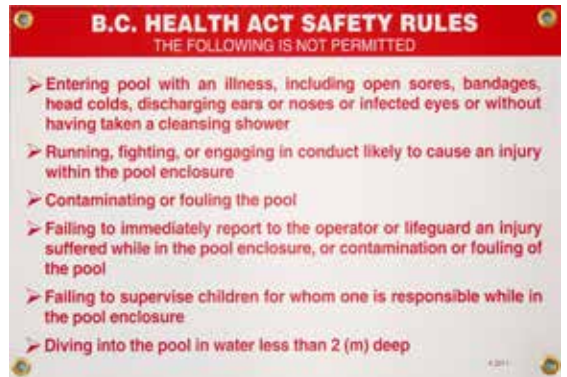 B.C. HEALTH ACT SAFETY RULES
THE FOLLOWING IS NOT PERMITTED
➢ Entering pool with an illness, including open sores, bandages,
head colds, discharging ears or noses or infected eyes or without
having taken a cleansing shower
➢ Running, fighting, or engaging in conduct likely to cause an injury
within the pool enclosure
➢ Contaminating or fouling the pool
➢ Failing to immediately report to the operator or lifeguard an injury
suffered while in the pool enclosure, or contamination or fouling of
the pool
➢ Failing to supervise children for whom one is responsible while in
the pool enclosure
➢ Diving into the pool in water less than 2 (m) deep